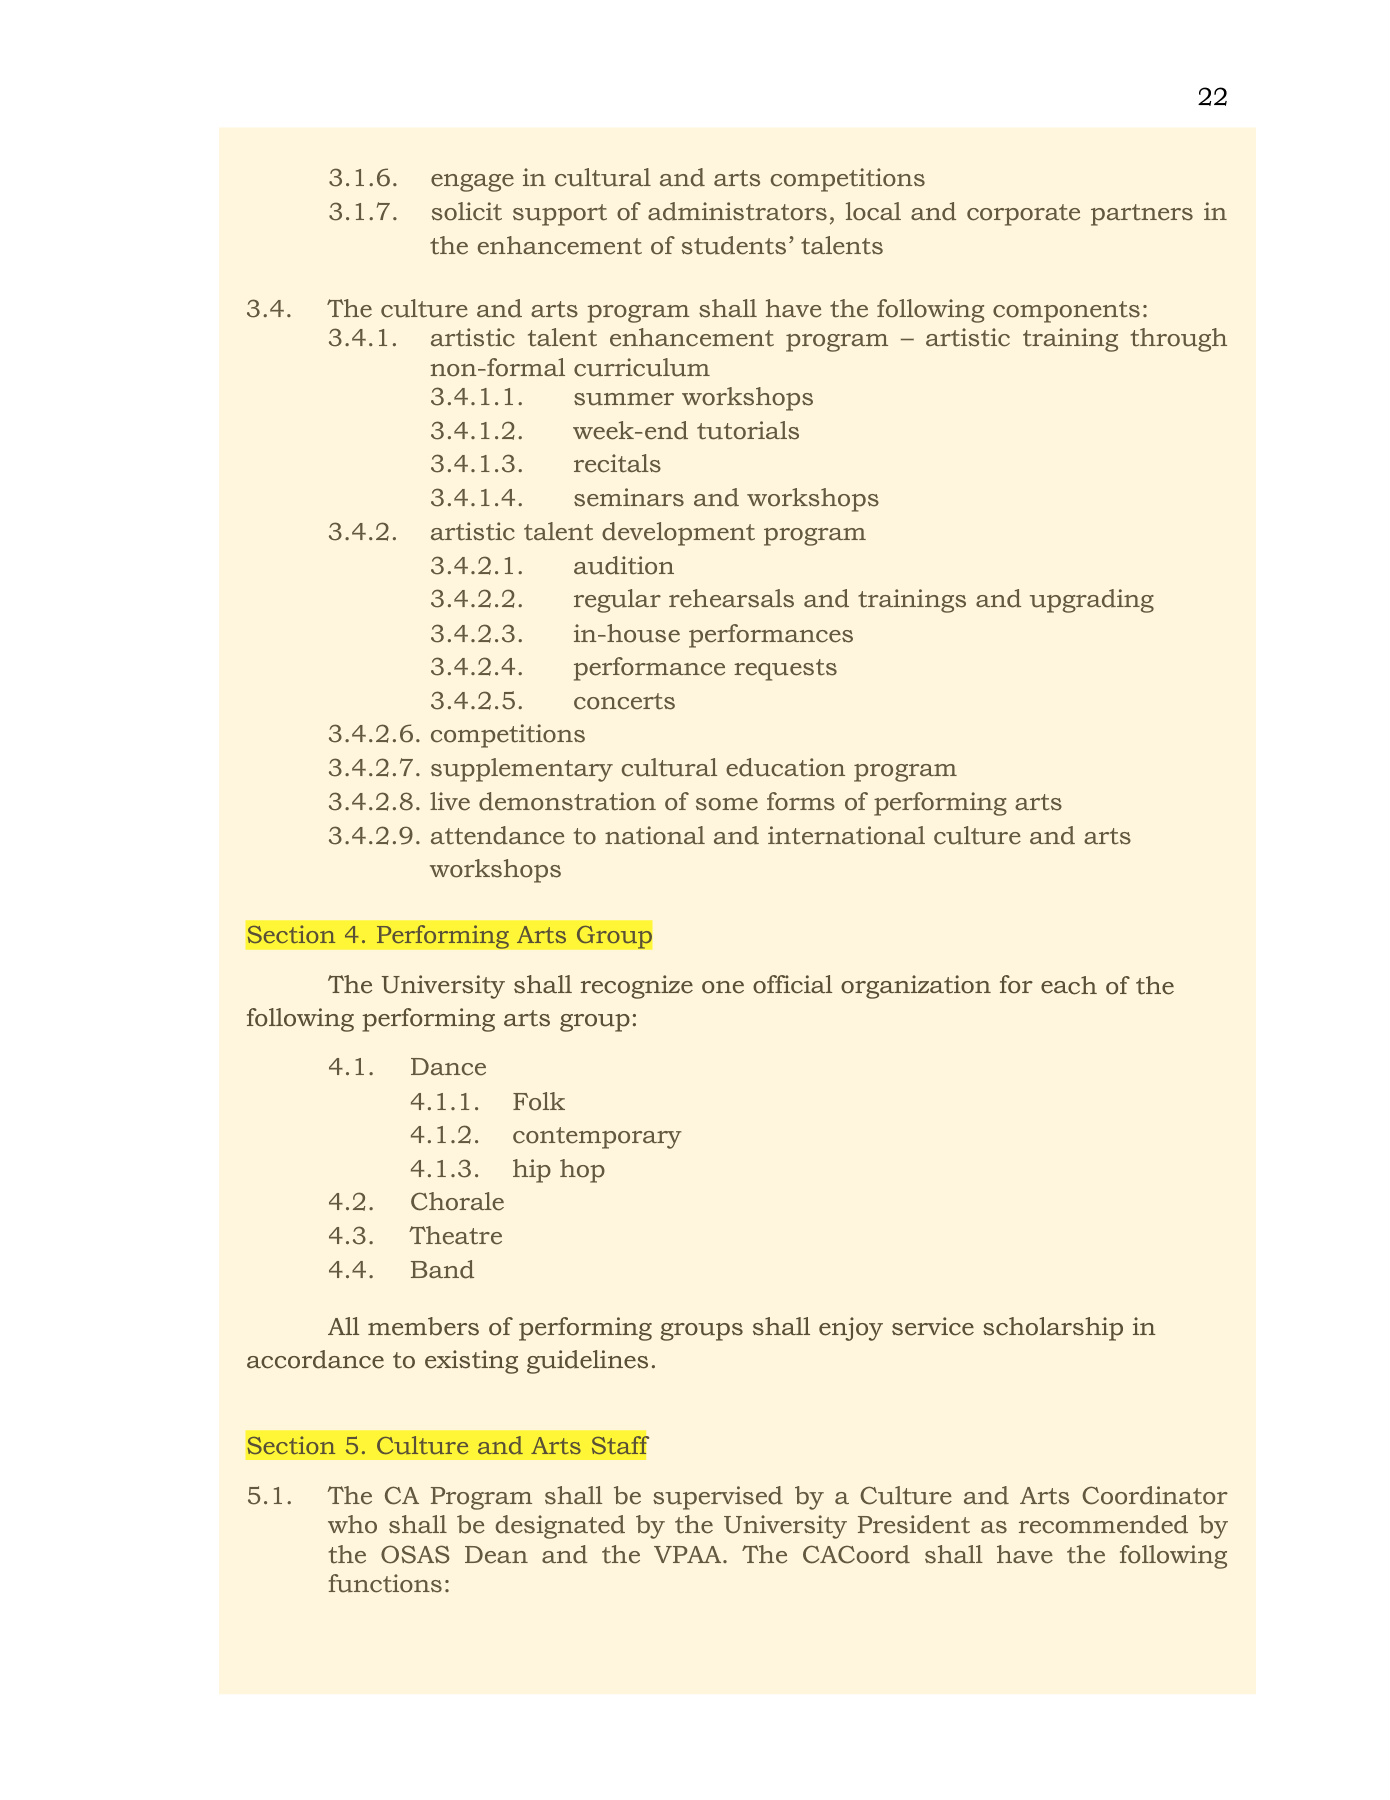 22
3.1.6. engage in cultural and arts competitions
3.1.7. solicit support of administrators, local and corporate partners in
the enhancement of students’ talents
3.4. The culture and arts program shall have the following components:
3.4.1. artistic talent enhancement program – artistic training through
non-formal curriculum
3.4.1.1. summer workshops
3.4.1.2. week-end tutorials
3.4.1.3. recitals
3.4.1.4. seminars and workshops
3.4.2. artistic talent development program
3.4.2.1. audition
3.4.2.2. regular rehearsals and trainings and upgrading
3.4.2.3. in-house performances
3.4.2.4. performance requests
3.4.2.5. concerts
3.4.2.6. competitions
3.4.2.7. supplementary cultural education program
3.4.2.8. live demonstration of some forms of performing arts
3.4.2.9. attendance to national and international culture and arts
workshops
Section 4. Performing Arts Group
The University shall recognize one official organization for each of the
following performing arts group:
4.1. Dance
4.1.1. Folk
4.1.2. contemporary
4.1.3. hip hop
4.2. Chorale
4.3. Theatre
4.4. Band
All members of performing groups shall enjoy service scholarship in
accordance to existing guidelines.
Section 5. Culture and Arts Staff
5.1. The CA Program shall be supervised by a Culture and Arts Coordinator
who shall be designated by the University President as recommended by
the OSAS Dean and the VPAA. The CACoord shall have the following
functions: